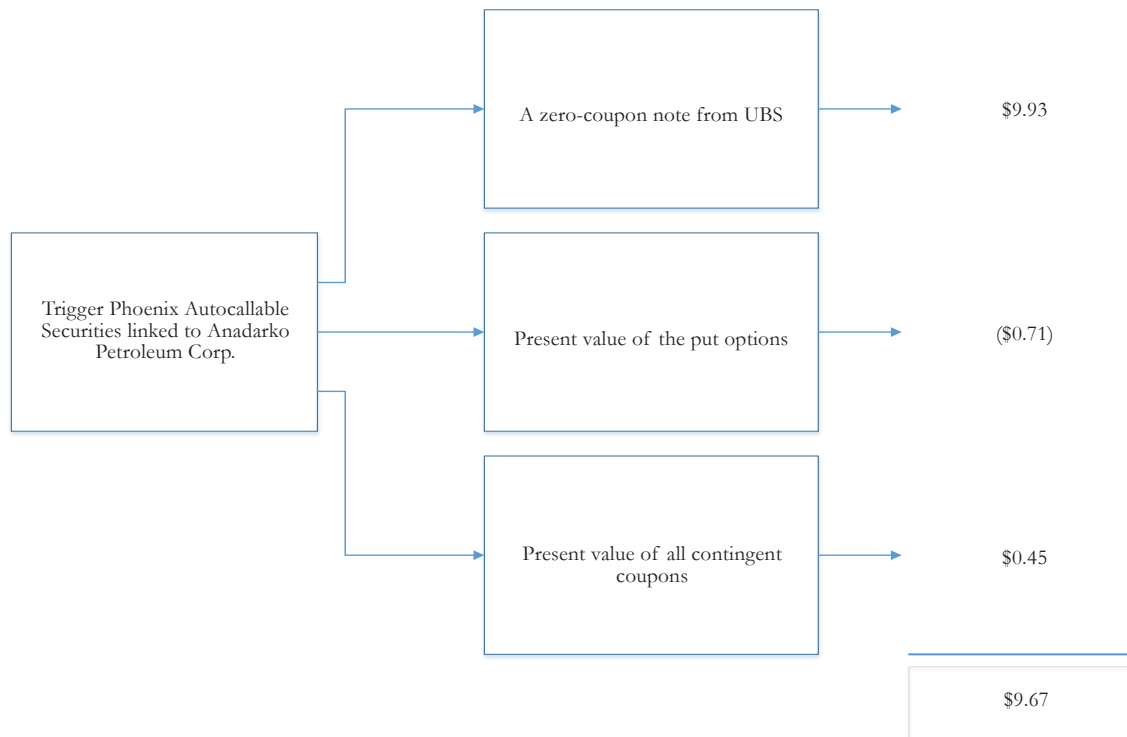 A zero-coupon note from UBS
$9.93
Trigger Phoenix Autocallable
Securities linked to Anadarko
Petroleum Corp.
Present value of the put options
($0.71)
Present value of all contingent
coupons
$0.45
$9.67